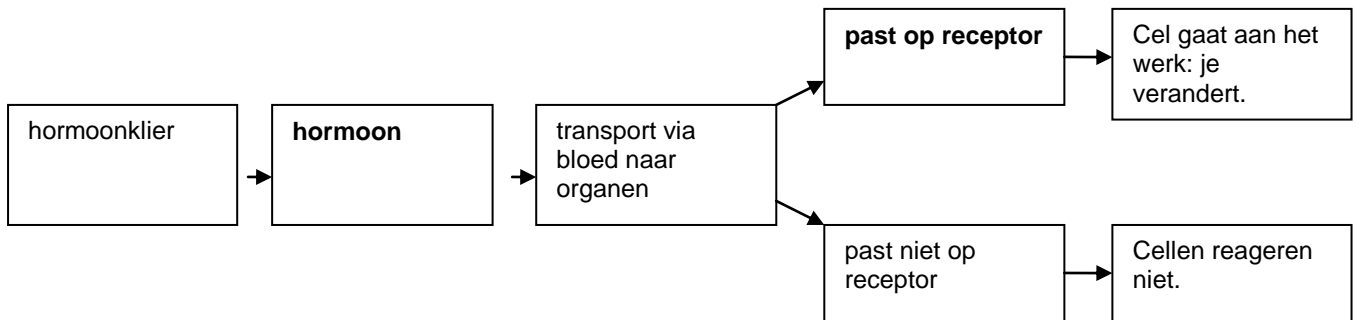 hormoonklier
hormoon
transport via
bloed naar
organen
past op receptor
Cel gaat aan het
werk: je
verandert.
past niet op
receptor
Cellen reageren
niet.